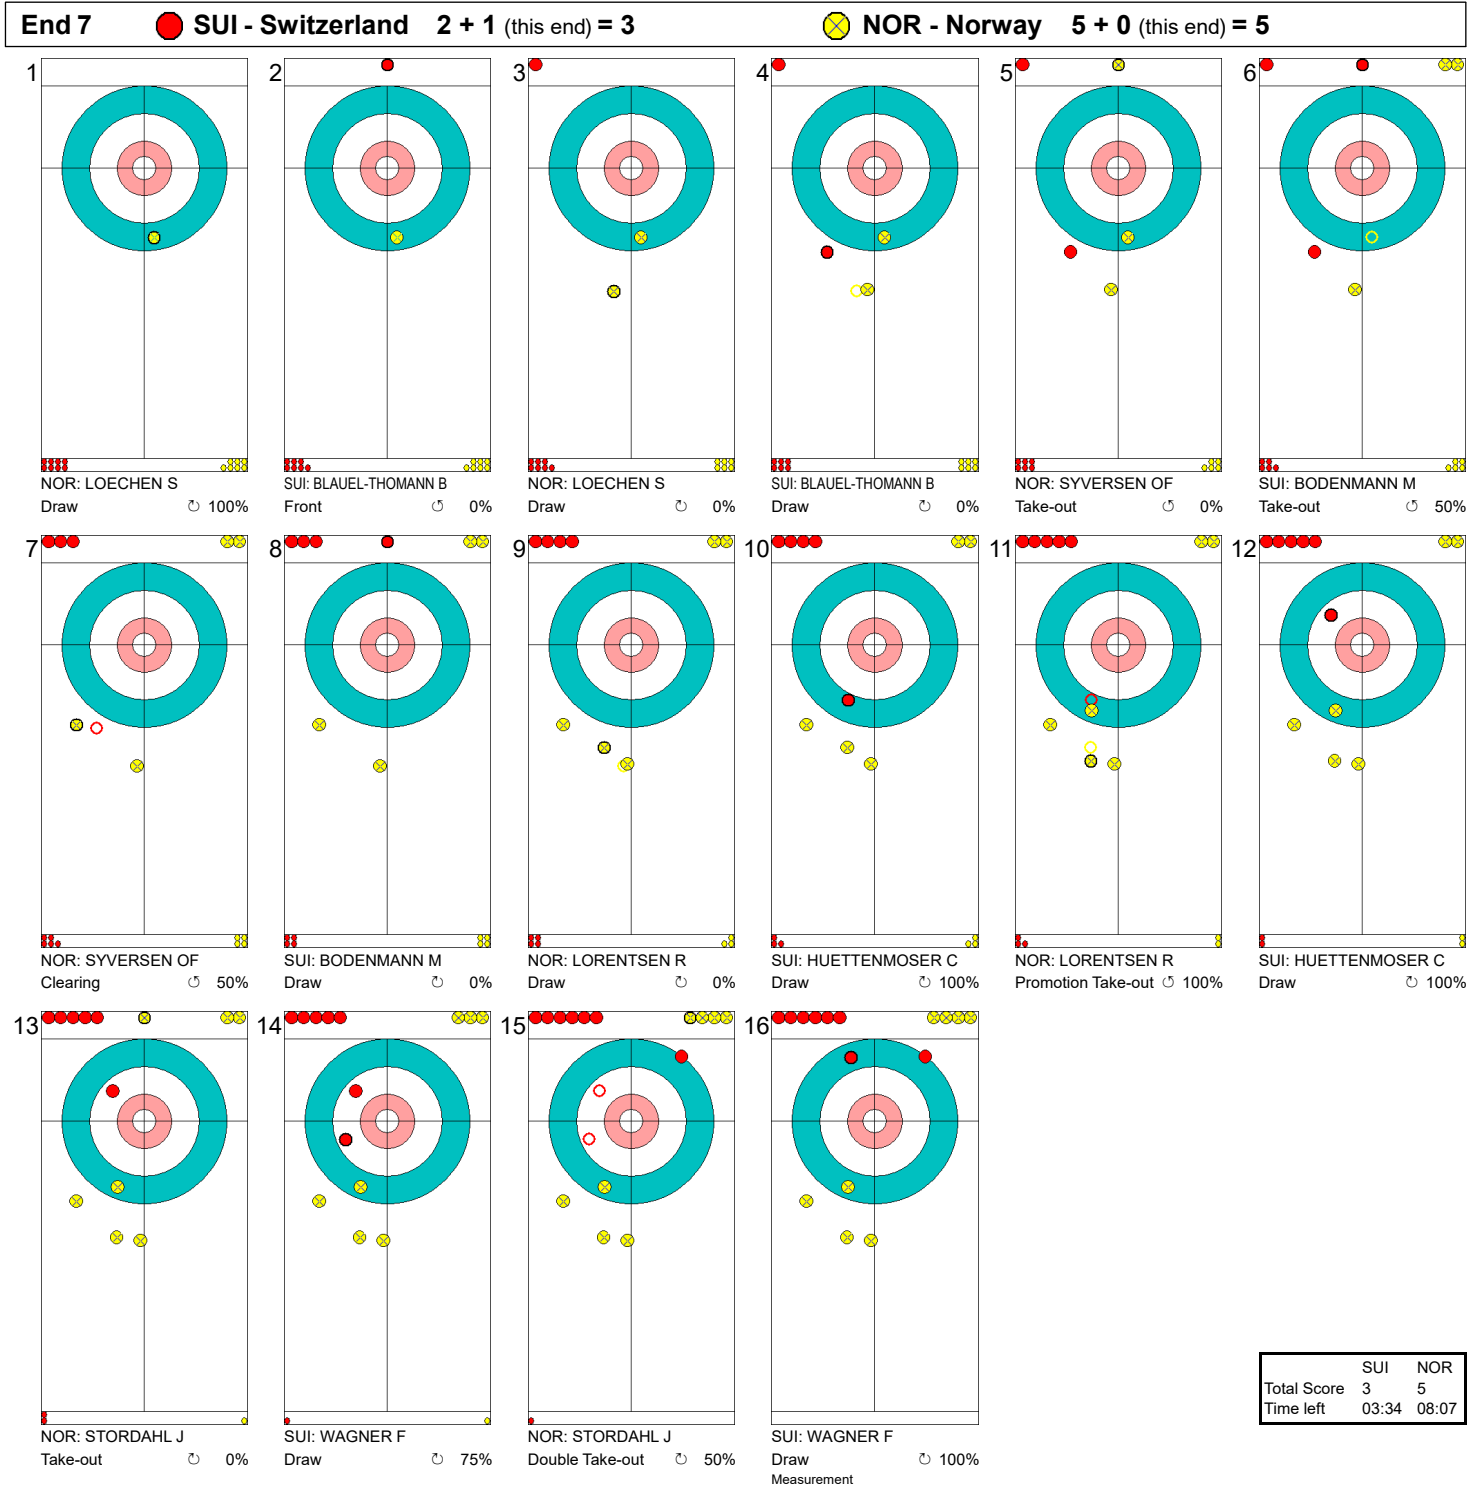 End 7 SUI - Switzerland 2 + 1 (this end) = 3 NOR - Norway 5 + 0 (this end) = 5
1 2 3 4 5 6
NOR: LOECHEN S SUI: BLAUEL-THOMANN B NOR: LOECHEN S SUI: BLAUEL-THOMANN B NOR: SYVERSEN OF SUI: BODENMANN M
Draw ↻ 100% Front ↺ 0% Draw ↻ 0% Draw ↻ 0% Take-out ↺ 0% Take-out ↺ 50%
7 8 9 10 11 12
NOR: SYVERSEN OF SUI: BODENMANN M NOR: LORENTSEN R SUI: HUETTENMOSER C NOR: LORENTSEN R SUI: HUETTENMOSER C
Clearing ↺ 50% Draw ↺ 0% Draw ↻ 0% Draw ↺ 100% Promotion Take-out ↺ 100% Draw ↺ 100%
13 14 15 16
NOR: STORDAHL J SUI: WAGNER F NOR: STORDAHL J SUI: WAGNER F
Take-out ↻ 0% Draw ↻ 75% Double Take-out ↻ 50% Draw ↻ 100%
Measurement
SUI NOR
Total Score 3 5
Time left 03:34 08:07